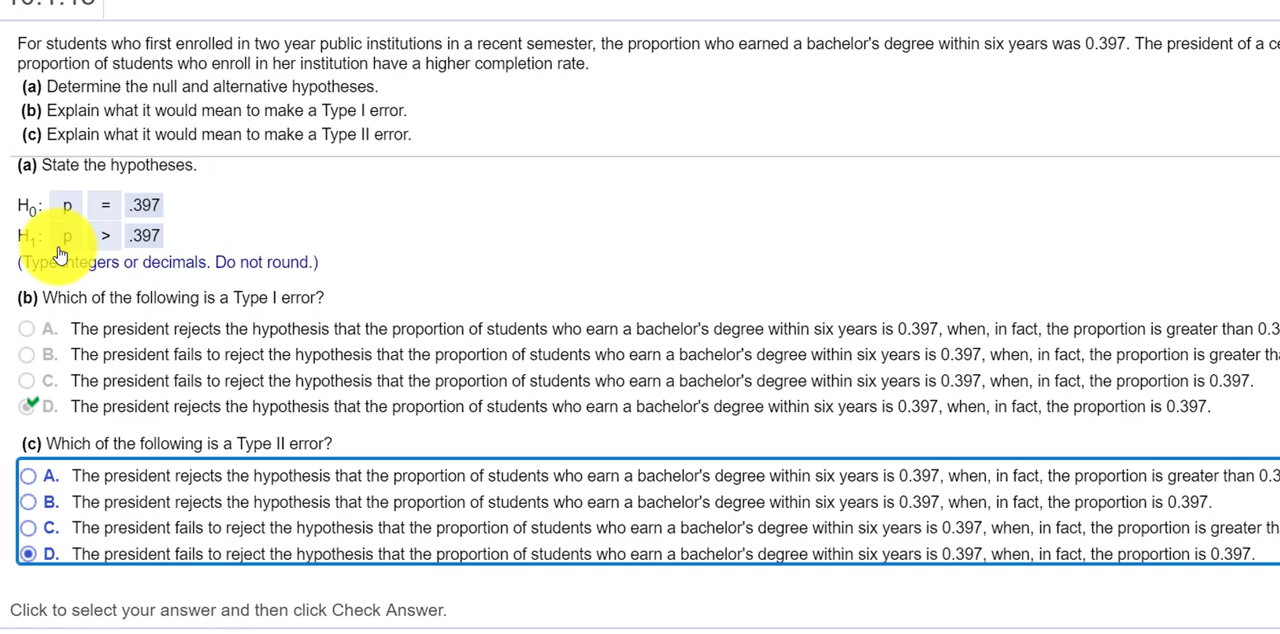 For students who first enrolled in two year public institutions in a recent semester, the proportion who earned a bachelor's degree within six years was 0.397. The president of a
proportion of students who enroll in her institution have a higher completion rate.
(a) Determine the null and alternative hypotheses.
(b) Explain what it would mean to make a Type I error.
(c) Explain what it would mean to make a Type II error.
(a) State the hypotheses.
H0: p = .397
H1: p > .397
(Type integers or decimals. Do not round.)
(b) Which of the following is a Type I error?
A. The president rejects the hypothesis that the proportion of students who earn a bachelor's degree within six years is 0.397, when, in fact, the proportion is greater than 0.3
B. The president fails to reject the hypothesis that the proportion of students who earn a bachelor's degree within six years is 0.397, when, in fact, the proportion is greater
C. The president fails to reject the hypothesis that the proportion of students who earn a bachelor's degree within six years is 0.397, when, in fact, the proportion is 0.397.
D. The president rejects the hypothesis that the proportion of students who earn a bachelor's degree within six years is 0.397, when, in fact, the proportion is 0.397.
(c) Which of the following is a Type II error?
A. The president rejects the hypothesis that the proportion of students who earn a bachelor's degree within six years is 0.397, when, in fact, the proportion is greater than 0.3
B. The president rejects the hypothesis that the proportion of students who earn a bachelor's degree within six years is 0.397, when, in fact, the proportion is 0.397.
C. The president fails to reject the hypothesis that the proportion of students who earn a bachelor's degree within six years is 0.397, when, in fact, the proportion is greater
D. The president fails to reject the hypothesis that the proportion of students who earn a bachelor's degree within six years is 0.397, when, in fact, the proportion is 0.397.
Click to select your answer and then click Check Answer.